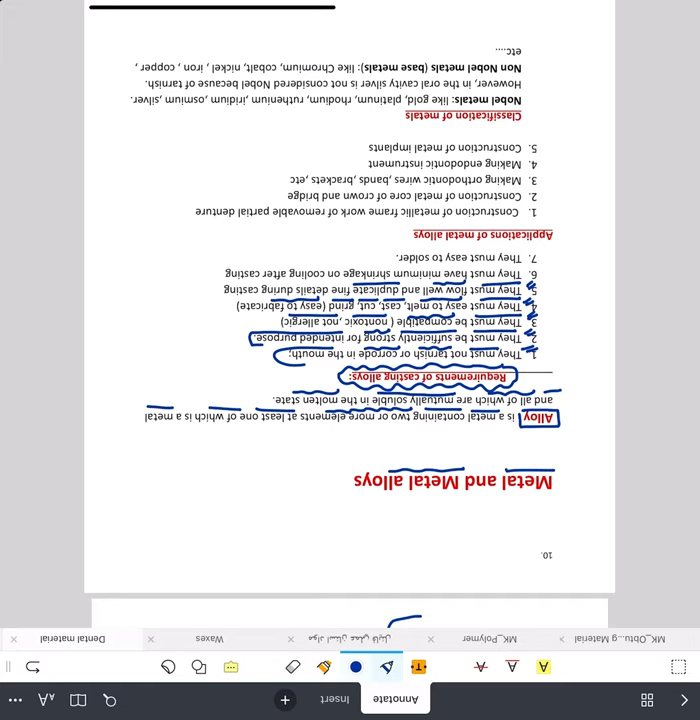 Annotate Insert
MK_Obtu...g Material MK_Polymer مواد اسنان عملي Waxes Dental material
10.
Metal and Metal alloys
Alloy is a metal containing two or more elements at least one of which is a metal
and all of which are mutually soluble in the molten state.
Requirements of casting alloys:
1. They must not tarnish or corrode in the mouth;
2. They must be sufficiently strong for intended purpose.
3. They must be compatible ( nontoxic ,not allergic)
4. They must easy to melt, cast, cut, grind (easy to fabricate)
5. They must flow well and duplicate fine details during casting
6. They must have minimum shrinkage on cooling after casting
7. They must easy to solder.
Applications of metal alloys
1. Construction of metallic frame work of removable partial denture
2. Construction of metal core of crown and bridge
3. Making orthodontic wires ,bands ,brackets ,etc
4. Making endodontic instrument
5. Construction of metal implants
Classification of metals
Nobel metals: like gold, platinum, rhodium, ruthenium ,iridium ,osmium ,silver.
However, in the oral cavity silver is not considered Nobel because of tarnish.
Non Nobel metals (base metals): like Chromium, cobalt, nickel , iron , copper ,
etc....